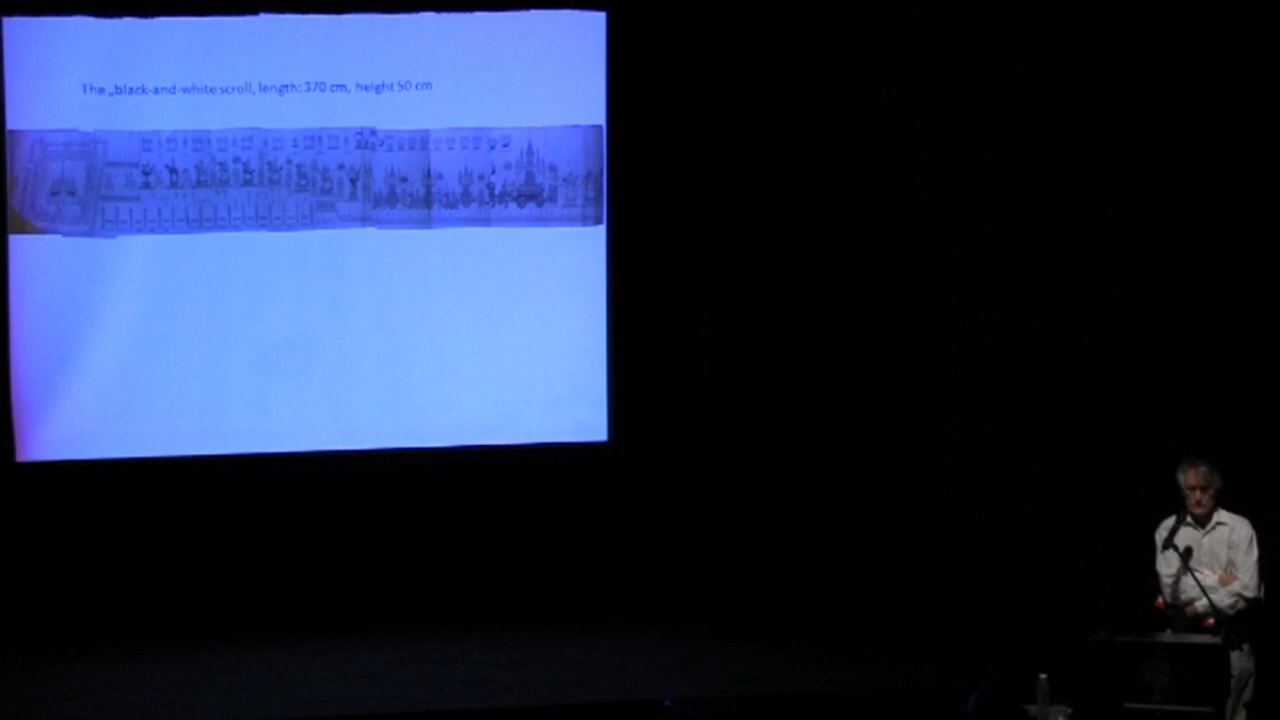 The „black-and-white scroll, length: 370 cm, height 50 cm